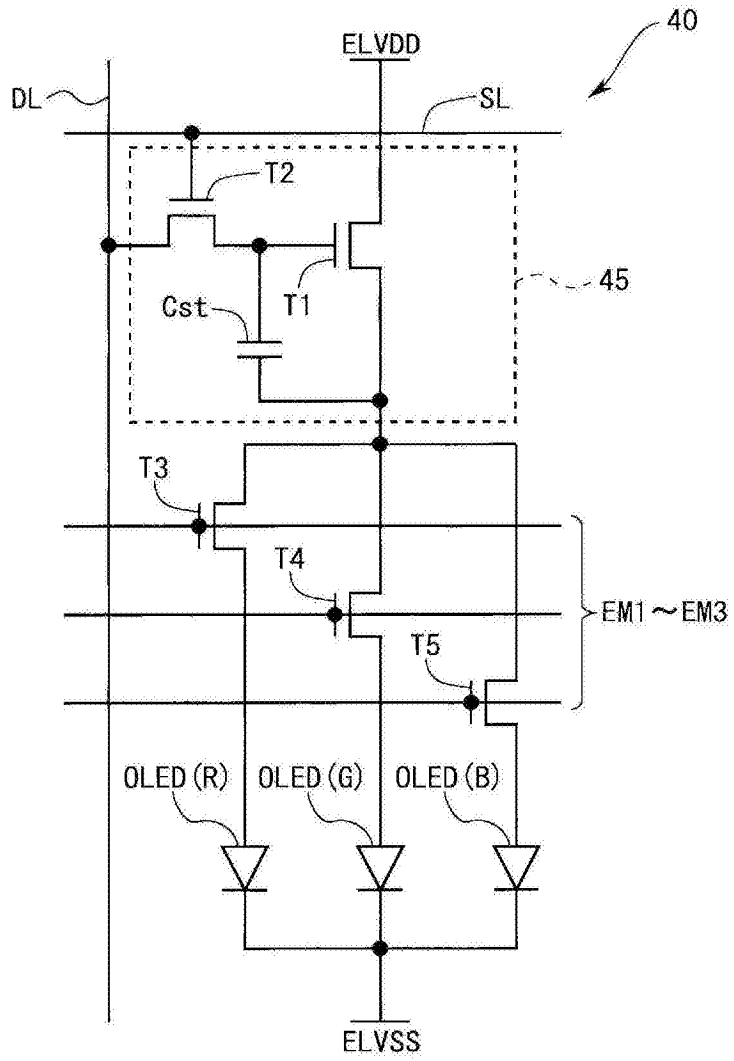 40
ELVDD
DL
SL
T2
T1
45
Cst
T3
T4
EM1～EM3
T5
OLED(R)
OLED(G)
OLED(B)
ELVSS